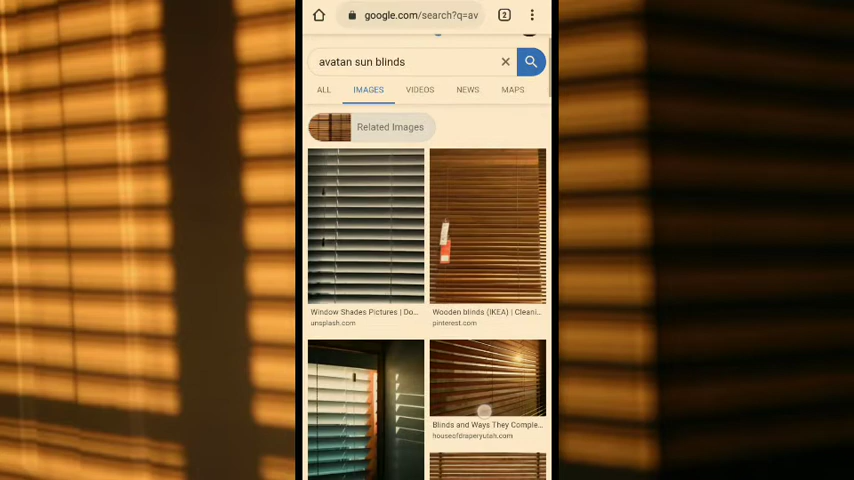 google.com/search?q=av
2
avatan sun blinds
ALL IMAGES VIDEOS NEWS MAPS
Related Images
Window Shades Pictures | Do...
unsplash.com
Wooden blinds (IKEA) | Cleani...
pinterest.com
Blinds and Ways They Comple...
houseofdraperyutah.com